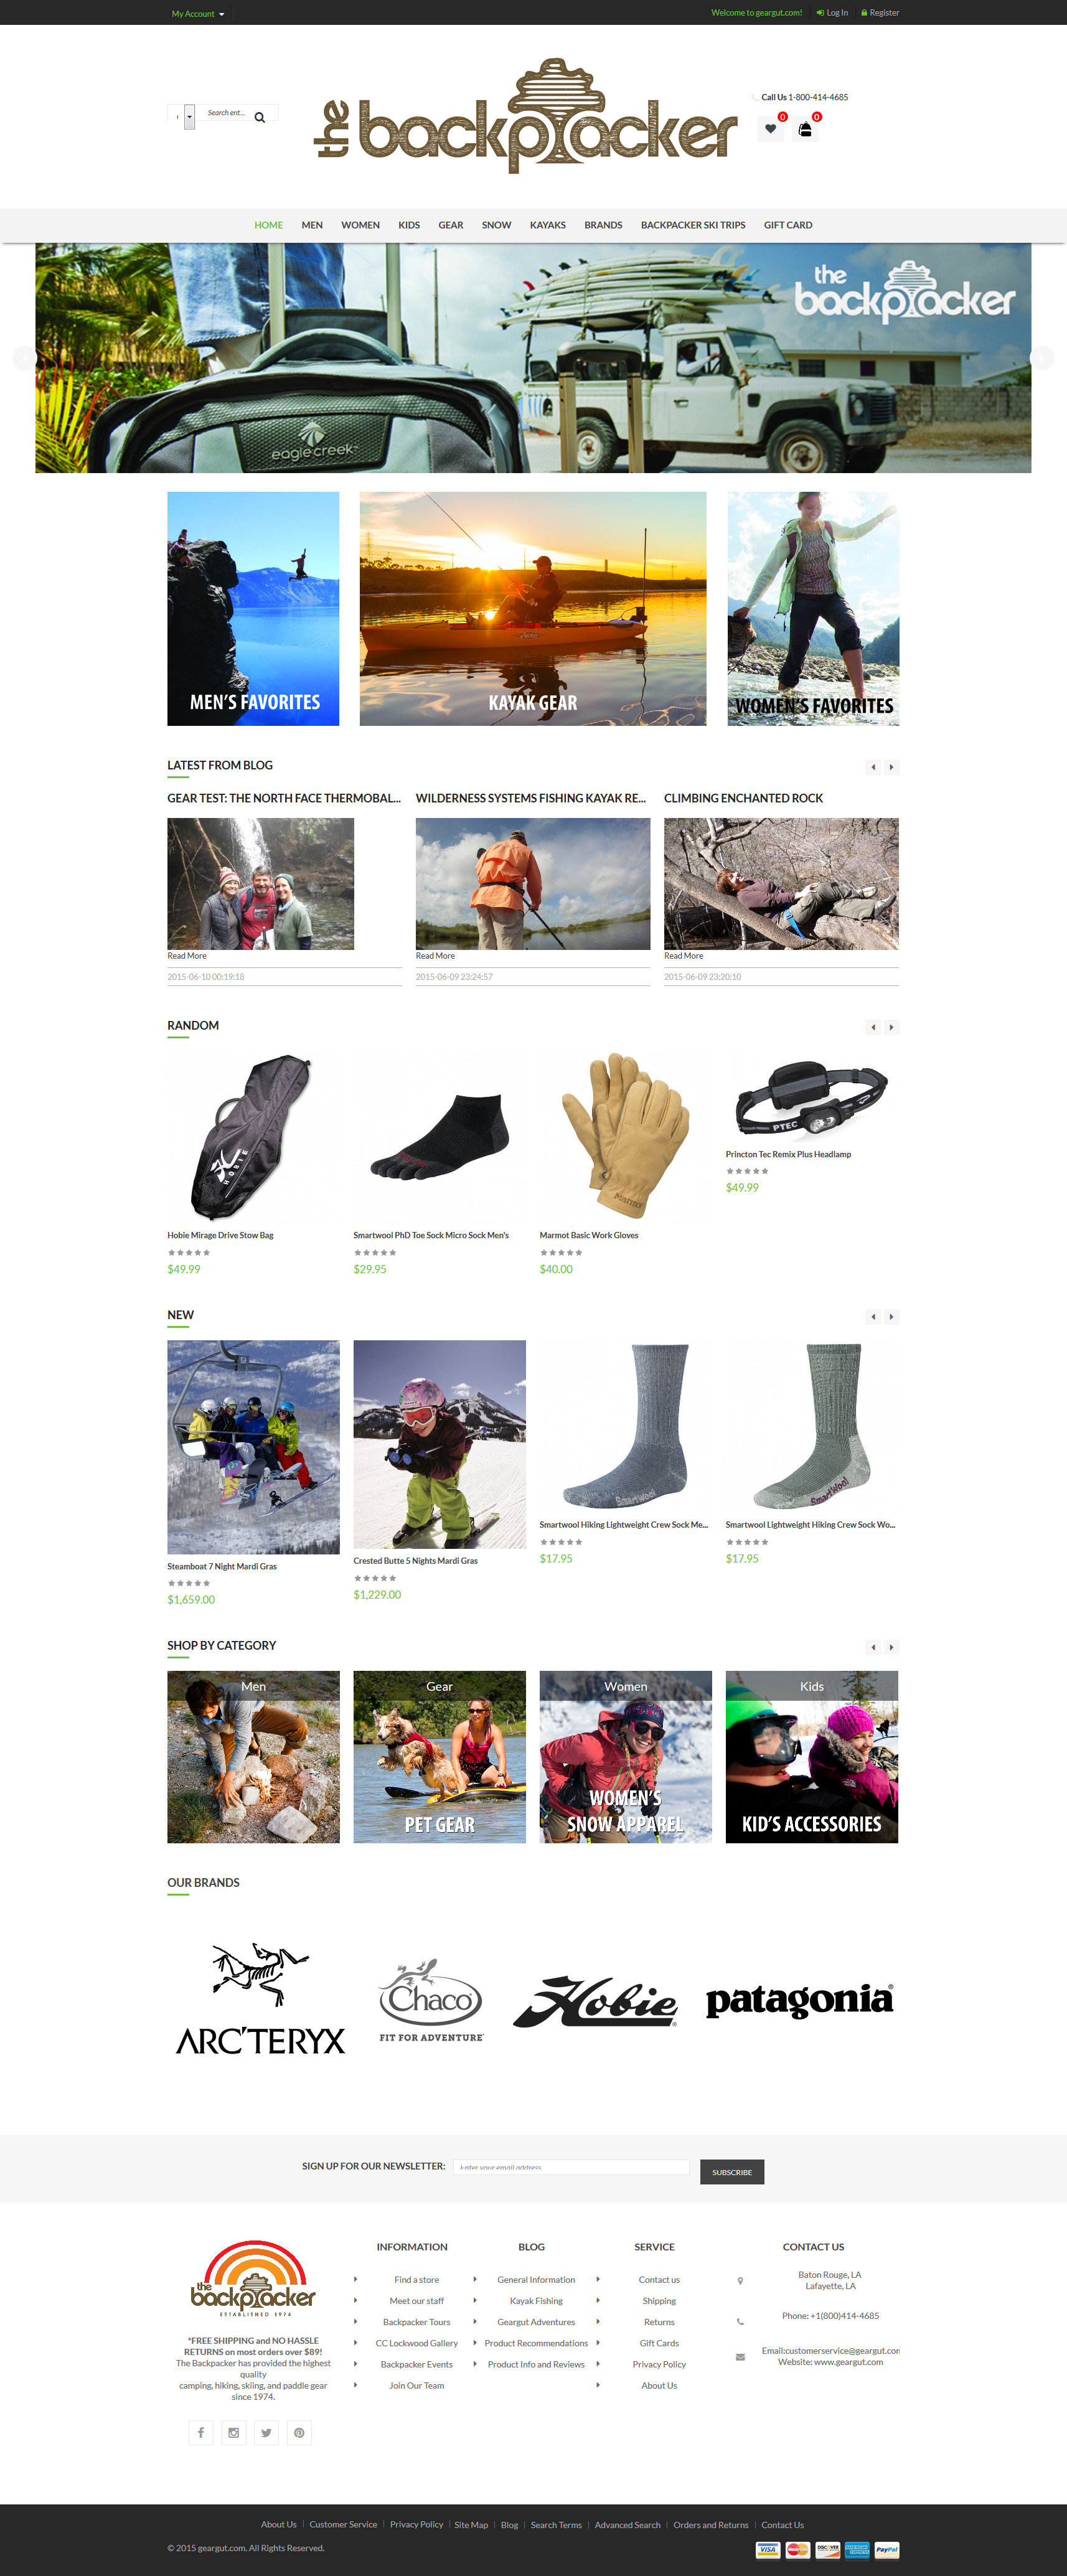 My Account
Welcome to geargut.com!
Log In
Register
Search ent...
the backpacker
Call Us 1-800-414-4685
0
0
HOME
MEN
WOMEN
KIDS
GEAR
SNOW
KAYAKS
BRANDS
BACKPACKER SKI TRIPS
GIFT CARD
the backpacker
eagle creek
MEN'S FAVORITES
KAYAK GEAR
WOMEN'S FAVORITES
LATEST FROM BLOG
GEAR TEST: THE NORTH FACE THERMOBAL...
WILDERNESS SYSTEMS FISHING KAYAK RE...
CLIMBING ENCHANTED ROCK
Read More
Read More
Read More
2015-06-10 00:19:18
2015-06-09 23:24:57
2015-06-09 23:20:10
RANDOM
HOBIE
Marmot
PTEC
Princton Tec Remix Plus Headlamp
$49.99
Hobie Mirage Drive Stow Bag
Smartwool PhD Toe Sock Micro Sock Men's
Marmot Basic Work Gloves
$49.99
$29.95
$40.00
NEW
SmartWool
SmartWool
Smartwool Hiking Lightweight Crew Sock Me...
Smartwool Lightweight Hiking Crew Sock Wo...
$17.95
$17.95
Steamboat 7 Night Mardi Gras
Crested Butte 5 Nights Mardi Gras
$1,659.00
$1,229.00
SHOP BY CATEGORY
Men
Gear
Women
Kids
PET GEAR
WOMEN'S
SNOW APPAREL
KID'S ACCESSORIES
OUR BRANDS
ARC'TERYX
Chaco
FIT FOR ADVENTURE
Hobie
patagonia
SIGN UP FOR OUR NEWSLETTER:
Enter your email address
SUBSCRIBE
the backpacker
ESTABLISHED 1974
*FREE SHIPPING and NO HASSLE
RETURNS on most orders over $89!
The Backpacker has provided the highest
quality
camping, hiking, skiing, and paddle gear
since 1974.
INFORMATION
Find a store
Meet our staff
Backpacker Tours
CC Lockwood Gallery
Backpacker Events
Join Our Team
BLOG
General Information
Kayak Fishing
Geargut Adventures
Product Recommendations
Product Info and Reviews
SERVICE
Contact us
Shipping
Returns
Gift Cards
Privacy Policy
About Us
CONTACT US
Baton Rouge, LA
Lafayette, LA
Phone: +1(800)414-4685
Email:customerservice@geargut.com
Website: www.geargut.com
About Us
Customer Service
Privacy Policy
Site Map
Blog
Search Terms
Advanced Search
Orders and Returns
Contact Us
© 2015 geargut.com. All Rights Reserved.
VISA
MasterCard
DISCOVER
AMERICAN EXPRESS
PayPal